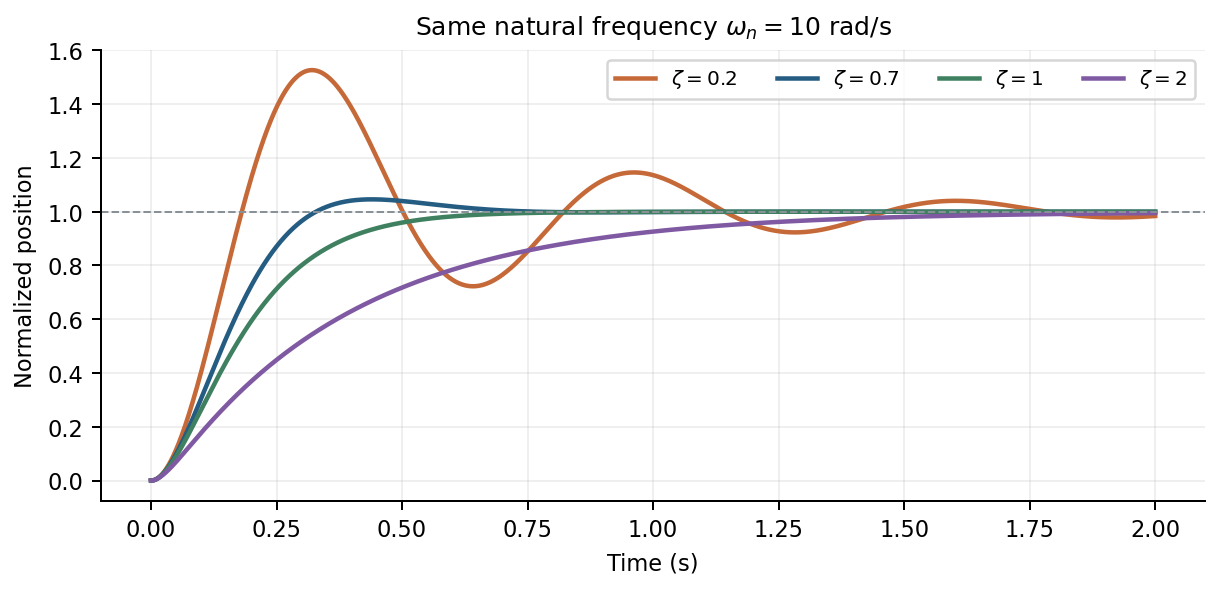 Same natural frequency ωₙ = 10 rad/s
ζ = 0.2 ζ = 0.7 ζ = 1 ζ = 2
Normalized position
1.6
1.4
1.2
1.0
0.8
0.6
0.4
0.2
0.0
0.00 0.25 0.50 0.75 1.00 1.25 1.50 1.75 2.00
Time (s)